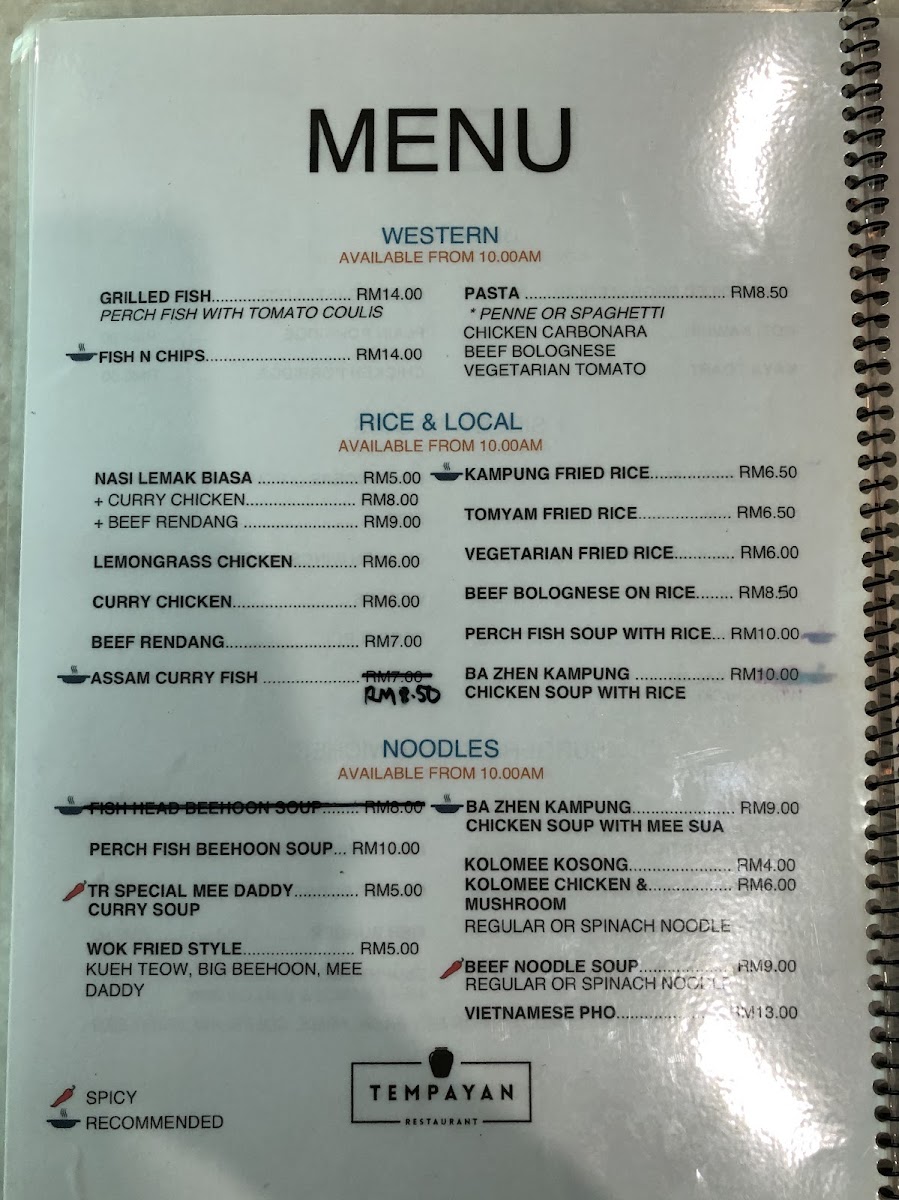 MENU
WESTERN
AVAILABLE FROM 10.00AM
GRILLED FISH.......................... RM14.00
PERCH FISH WITH TOMATO COULIS
FISH N CHIPS........................... RM14.00
PASTA ...................................... RM8.50
* PENNE OR SPAGHETTI
CHICKEN CARBONARA
BEEF BOLOGNESE
VEGETARIAN TOMATO
RICE & LOCAL
AVAILABLE FROM 10.00AM
NASI LEMAK BIASA ................... RM5.00
+ CURRY CHICKEN..................... RM8.00
+ BEEF RENDANG ...................... RM9.00
LEMONGRASS CHICKEN............ RM6.00
CURRY CHICKEN........................ RM6.00
BEEF RENDANG......................... RM7.00
ASSAM CURRY FISH .................. RM7.00
RM8.50
KAMPUNG FRIED RICE................ RM6.50
TOMYAM FRIED RICE.................. RM6.50
VEGETARIAN FRIED RICE............ RM6.00
BEEF BOLOGNESE ON RICE....... RM8.50
PERCH FISH SOUP WITH RICE... RM10.00
BA ZHEN KAMPUNG ................. RM10.00
CHICKEN SOUP WITH RICE
NOODLES
AVAILABLE FROM 10.00AM
FISH HEAD BEEHOON SOUP....... RM8.00
PERCH FISH BEEHOON SOUP... RM10.00
TR SPECIAL MEE DADDY............ RM5.00
CURRY SOUP
WOK FRIED STYLE..................... RM5.00
KUEH TEOW, BIG BEEHOON, MEE
DADDY
BA ZHEN KAMPUNG................... RM9.00
CHICKEN SOUP WITH MEE SUA
KOLOMEE KOSONG.................... RM4.00
KOLOMEE CHICKEN &................ RM6.00
MUSHROOM
REGULAR OR SPINACH NOODLE
BEEF NOODLE SOUP.................. RM9.00
REGULAR OR SPINACH NOODLE
VIETNAMESE PHO..................... RM13.00
SPICY
RECOMMENDED
TEMPAYAN
RESTAURANT